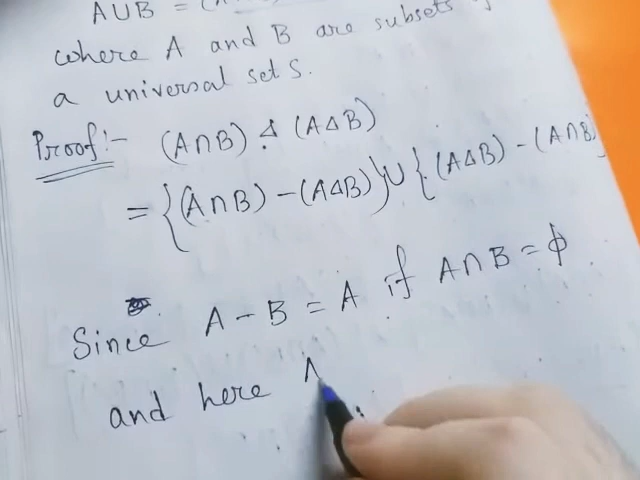 A∪B = (A
where A and B are subsets
a universal set S.
Proof:- (A∩B) Δ (AΔB)
= {(A∩B) - (AΔB)} ∪ {(AΔB) - (A∩B)
Since A - B = A if A∩B = ϕ
and here A